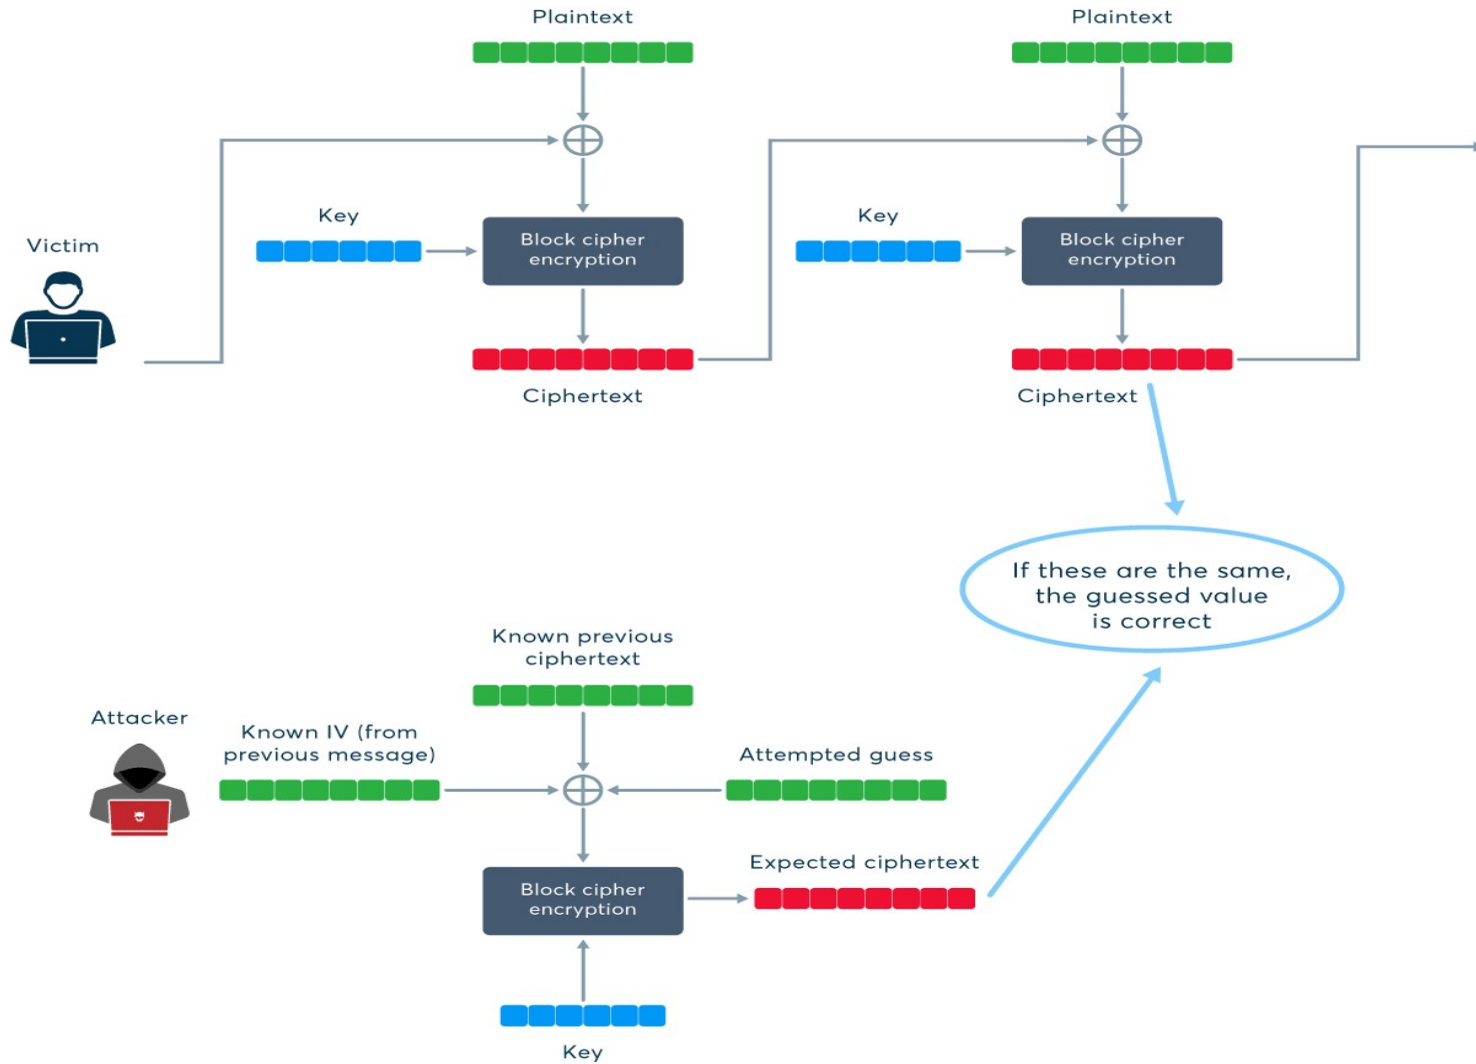 Plaintext
Plaintext
Key
Key
Block cipher
encryption
Block cipher
encryption
Victim
Ciphertext
Ciphertext
If these are the same,
the guessed value
is correct
Known previous
ciphertext
Attacker
Known IV (from
previous message)
Attempted guess
Expected ciphertext
Block cipher
encryption
Key